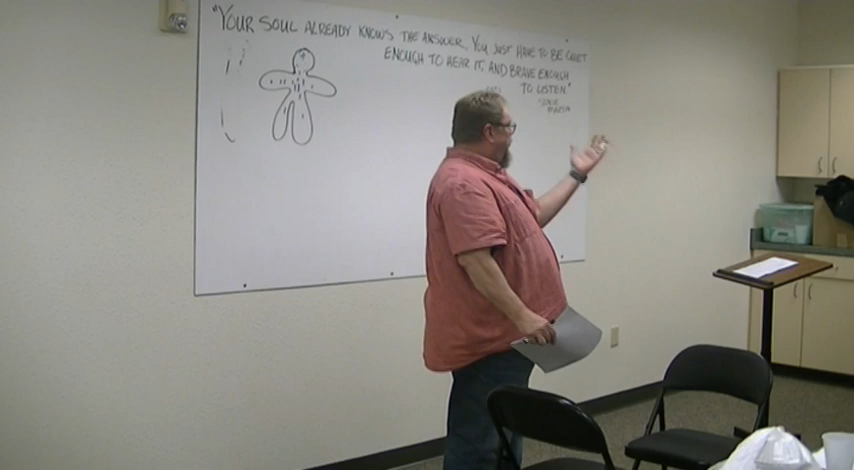 "YOUR SOUL ALREADY KNOWS THE ANSWER. YOU JUST HAVE TO BE QUIET
ENOUGH TO HEAR IT, AND BRAVE ENOUGH
TO LISTEN."